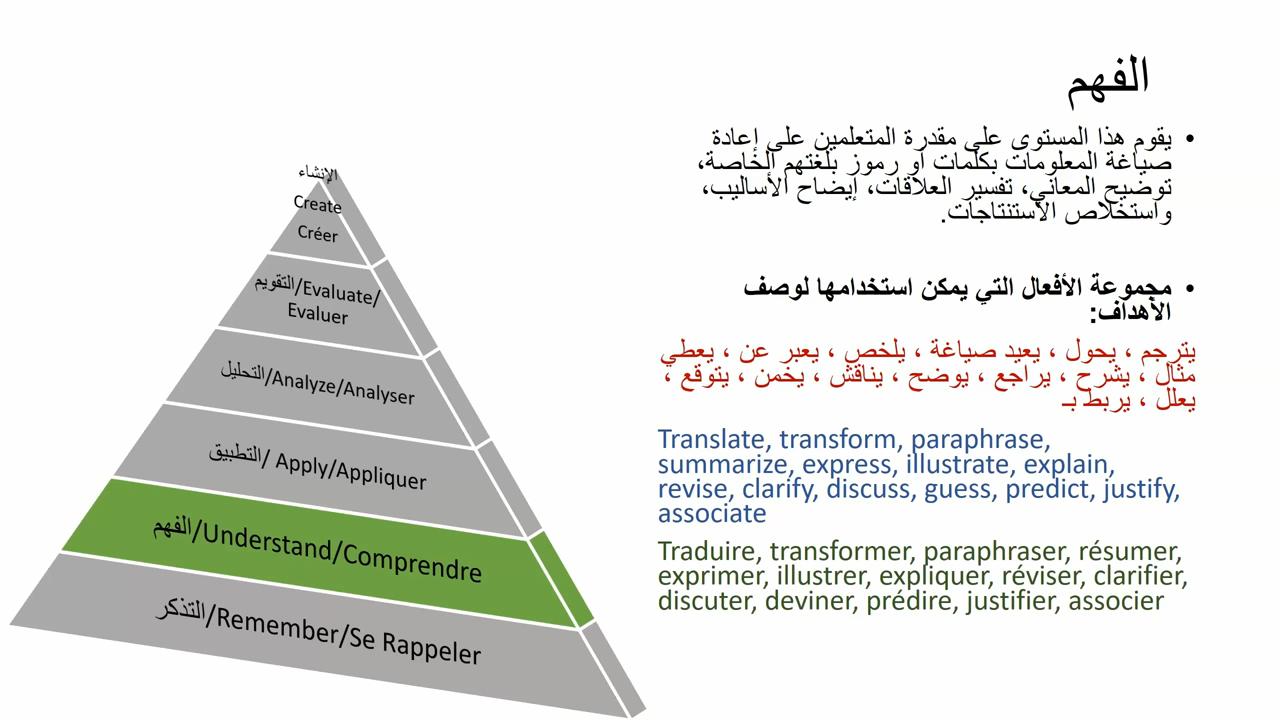 الفهم
• يقوم هذا المستوى على مقدرة المتعلمين على إعادة
صياغة المعلومات بكلمات او رموز بلغتهم الخاصة،
توضيح المعاني، تفسير العلاقات، إيضاح الأساليب،
واستخلاص الاستنتاجات.
• مجموعة الأفعال التي يمكن استخدامها لوصف
الأهداف:
يترجم ، يحول ، يعيد صياغة ، يلخص ، يعبر عن ، يعطي
مثال ، يشرح ، يراجع ، يوضح ، يناقش ، يخمن ، يتوقع ،
يعلل ، يربط بـ
Translate, transform, paraphrase,
summarize, express, illustrate, explain,
revise, clarify, discuss, guess, predict, justify,
associate
Traduire, transformer, paraphraser, résumer,
exprimer, illustrer, expliquer, réviser, clarifier,
discuter, deviner, prédire, justifier, associer
الإنشاء
Create
Créer
التقويم/Evaluate/
Evaluer
التحليل/Analyze/Analyser
التطبيق/ Apply/Appliquer
الفهم/Understand/Comprendre
التذكر/Remember/Se Rappeler